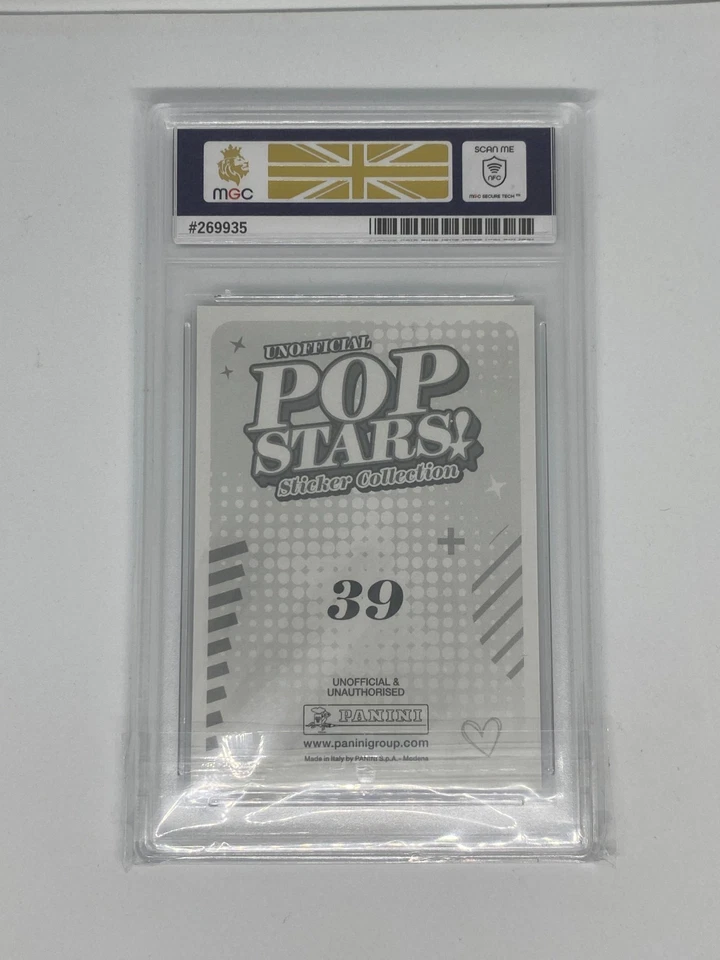 MGC
SCAN ME
NFC
MGC SECURE TECH™
#269935
UNOFFICIAL
POP
STARS!
Sticker Collection
39
UNOFFICIAL &
UNAUTHORISED
PANINI
www.paninigroup.com
Made in Italy by PANINI S.p.A. - Modena